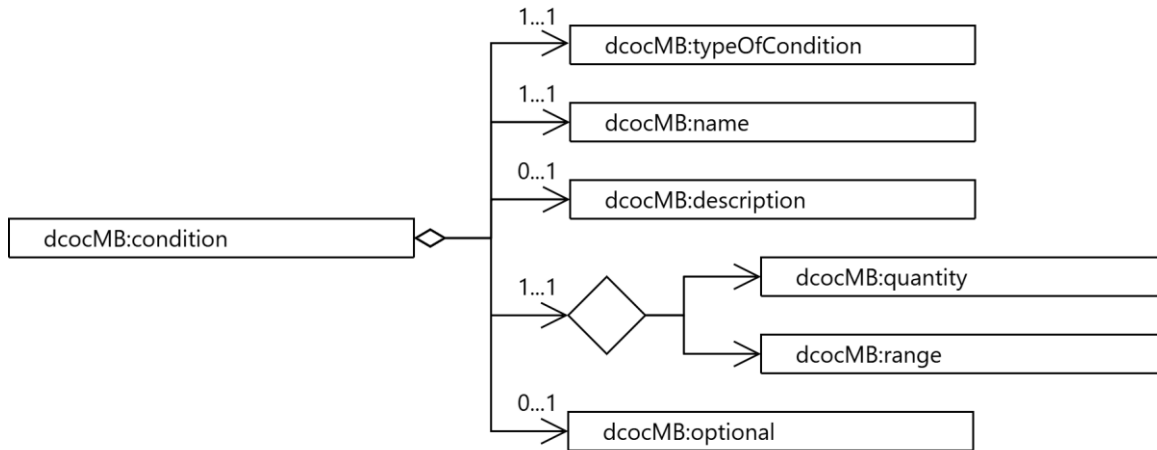 1...1
dcocMB:typeOfCondition
1...1
dcocMB:name
0...1
dcocMB:description
dcocMB:condition
1...1
dcocMB:quantity
dcocMB:range
0...1
dcocMB:optional